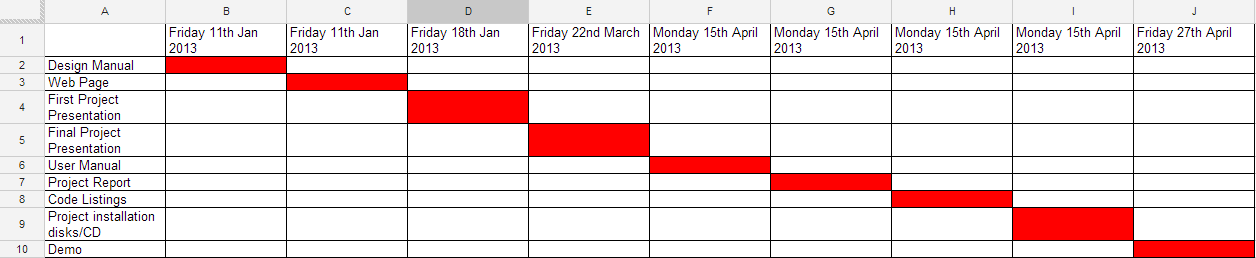 A B C D E F G H I J
1 Friday 11th Jan 2013 Friday 11th Jan 2013 Friday 18th Jan 2013 Friday 22nd March 2013 Monday 15th April 2013 Monday 15th April 2013 Monday 15th April 2013 Monday 15th April 2013 Friday 27th April 2013
2 Design Manual
3 Web Page
4 First Project Presentation
5 Final Project Presentation
6 User Manual
7 Project Report
8 Code Listings
9 Project installation disks/CD
10 Demo